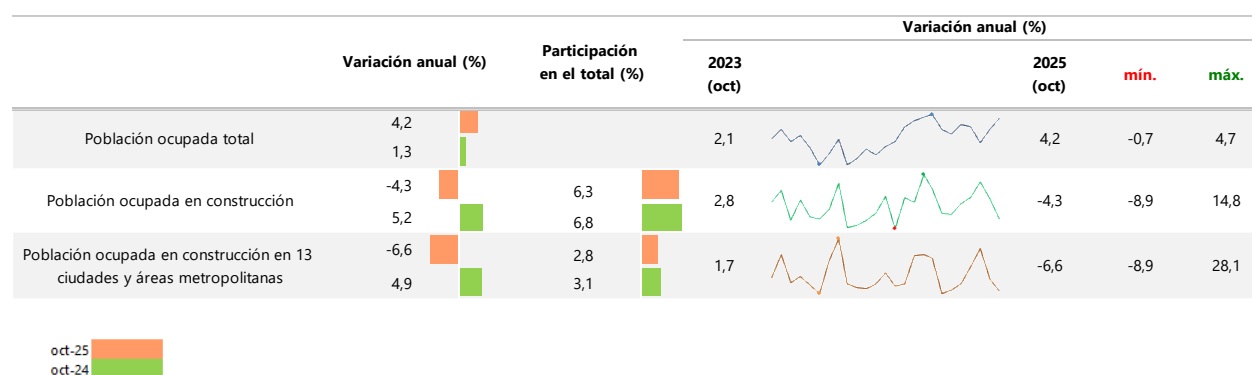 Variación anual (%)
Variación anual (%)
Participación
en el total (%)
2023
(oct)
2025
(oct)
mín.
máx.
Población ocupada total
4,2
1,3
2,1
4,2
-0,7
4,7
Población ocupada en construcción
-4,3
5,2
6,3
6,8
2,8
-4,3
-8,9
14,8
Población ocupada en construcción en 13
ciudades y áreas metropolitanas
-6,6
4,9
2,8
3,1
1,7
-6,6
-8,9
28,1
oct-25
oct-24